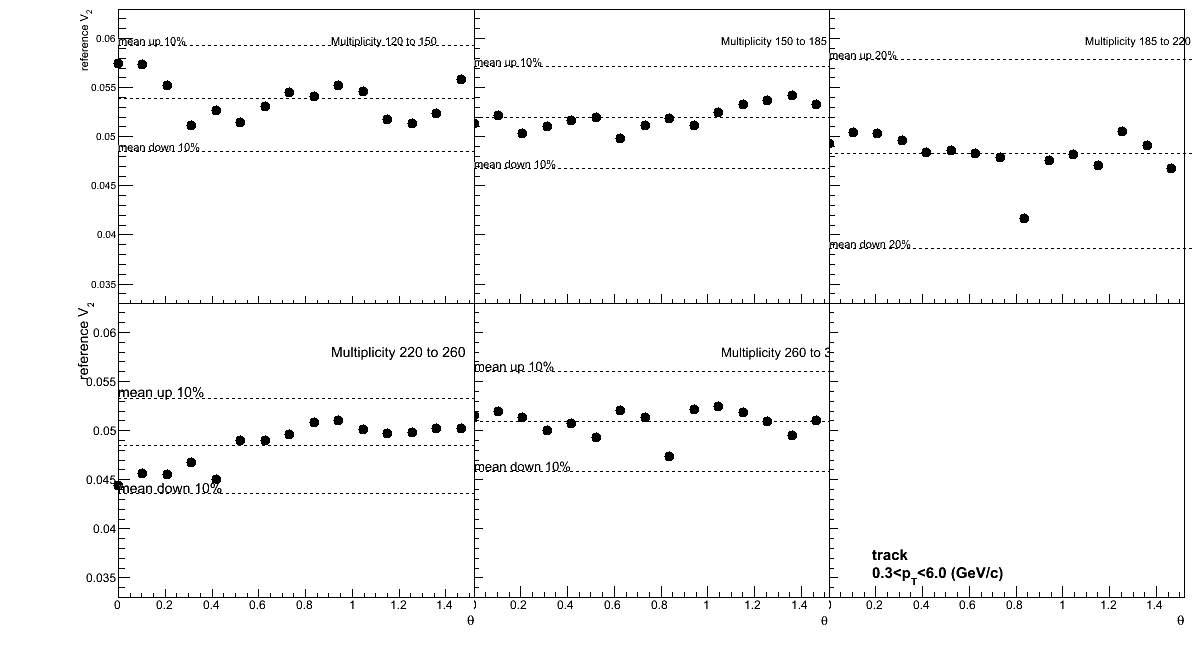 reference V2
0.06
0.055
0.05
0.045
0.04
0.035
mean up 10%
Multiplicity 120 to 150
mean down 10%
Multiplicity 150 to 185
mean up 10%
mean down 10%
Multiplicity 185 to 220
mean up 20%
mean down 20%
reference V2
0.06
0.055
0.05
0.045
0.04
0.035
Multiplicity 220 to 260
mean up 10%
mean down 10%
0 0.2 0.4 0.6 0.8 1 1.2 1.4
θ
Multiplicity 260 to 3
mean up 10%
mean down 10%
0.2 0.4 0.6 0.8 1 1.2 1.4
θ
track
0.3<pT<6.0 (GeV/c)
0.2 0.4 0.6 0.8 1 1.2 1.4
θ